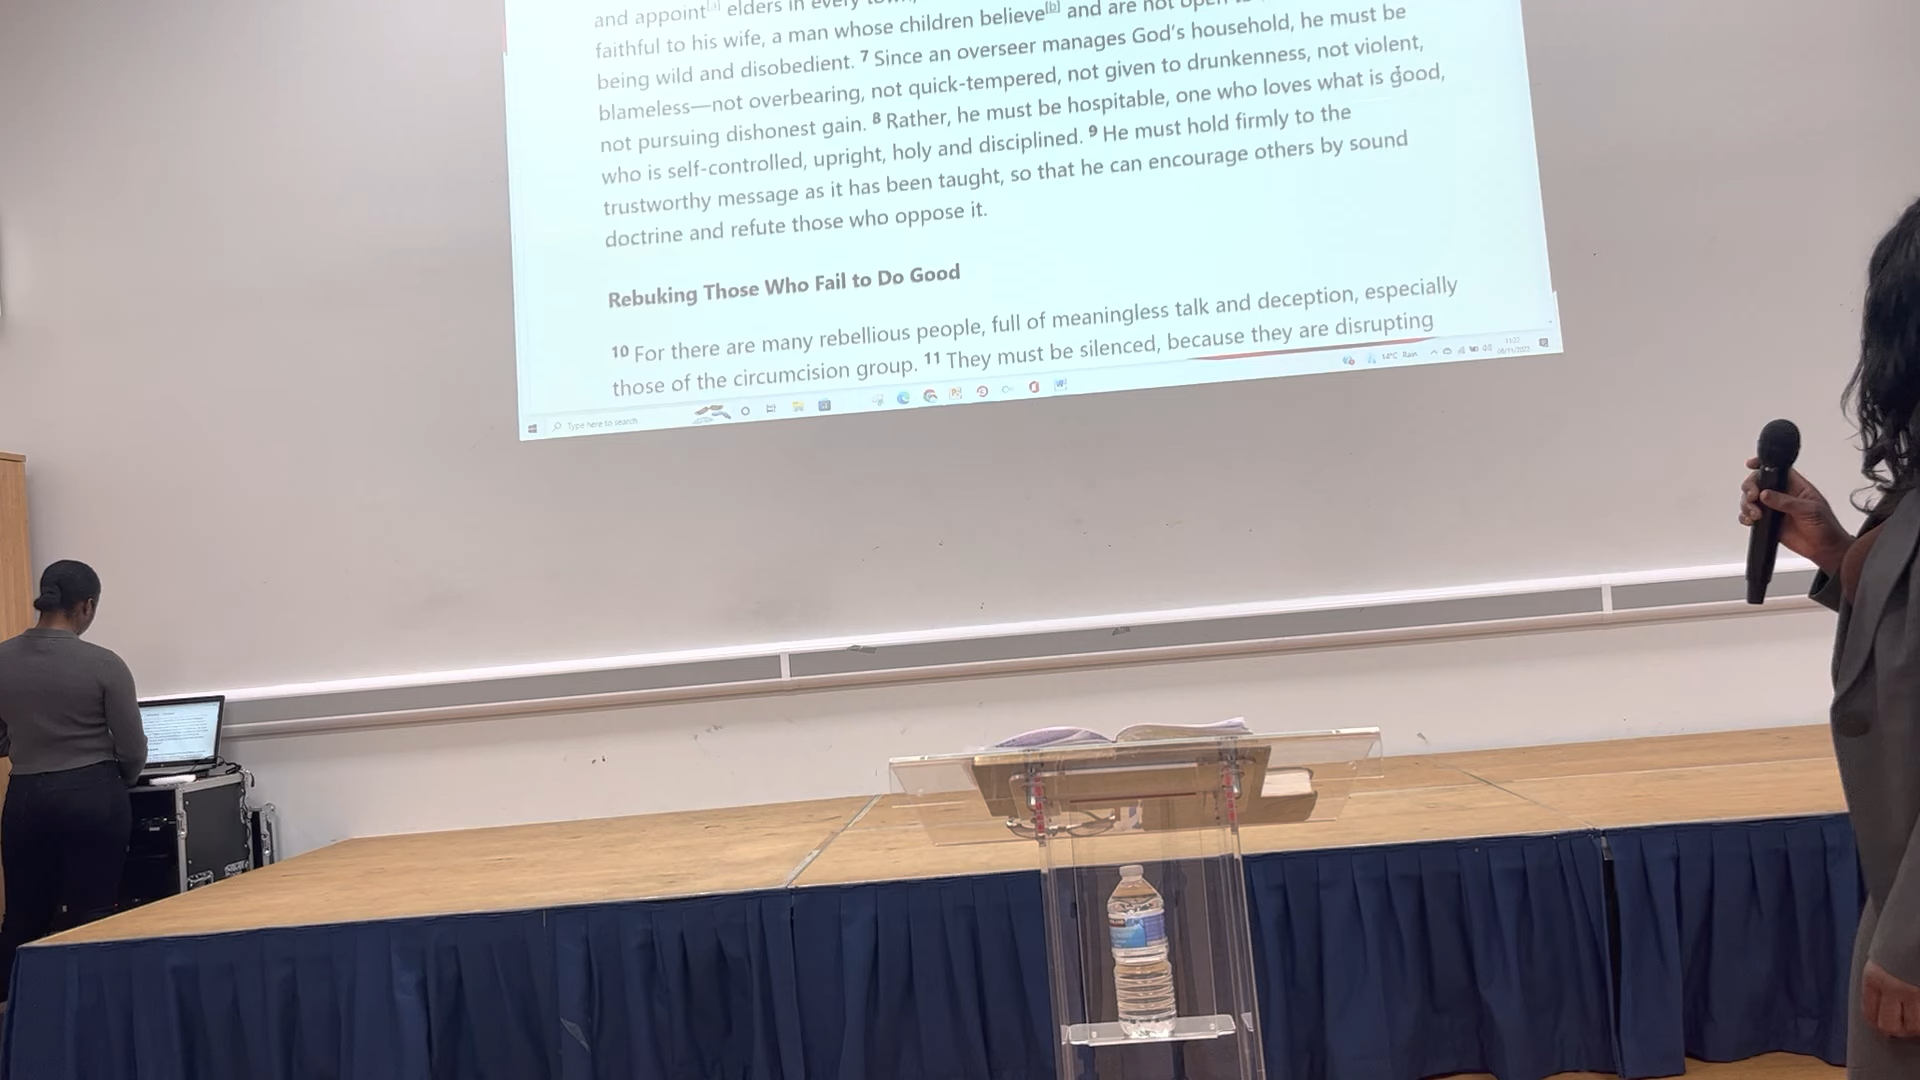 and appoint[a] elders in every town,
faithful to his wife, a man whose children believe[b] and are not open
being wild and disobedient. 7 Since an overseer manages God's household, he must be
blameless—not overbearing, not quick-tempered, not given to drunkenness, not violent,
not pursuing dishonest gain. 8 Rather, he must be hospitable, one who loves what is good,
who is self-controlled, upright, holy and disciplined. 9 He must hold firmly to the
trustworthy message as it has been taught, so that he can encourage others by sound
doctrine and refute those who oppose it.
Rebuking Those Who Fail to Do Good
10 For there are many rebellious people, full of meaningless talk and deception, especially
those of the circumcision group. 11 They must be silenced, because they are disrupting
Type here to search
14°C Rain
11:22